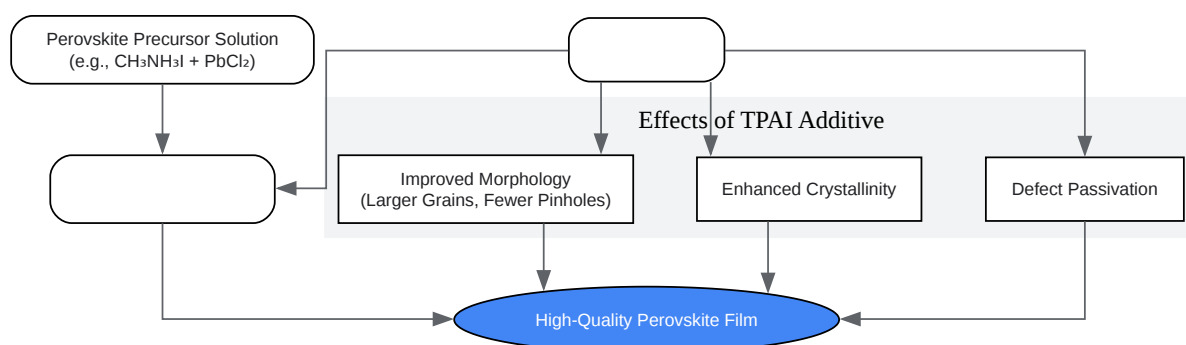 Perovskite Precursor Solution
(e.g., CH₃NH₃I + PbCl₂)
Effects of TPAI Additive
Improved Morphology
(Larger Grains, Fewer Pinholes)
Enhanced Crystallinity
Defect Passivation
High-Quality Perovskite Film